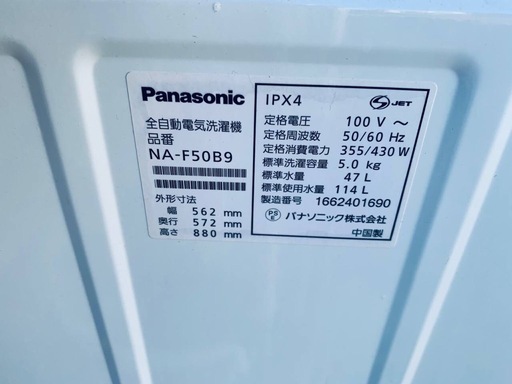 Panasonic
全自動電気洗濯機
品番
NA-F50B9
外形寸法
幅 562 mm
奥行 572 mm
高さ 880 mm
IPX4
S JET
定格電圧 100 V ～
定格周波数 50/60 Hz
定格消費電力 355/430 W
標準洗濯容量 5.0 kg
標準水量 47 L
標準使用水量 114 L
製造番号 1662401690
PS E パナソニック株式会社
中国製